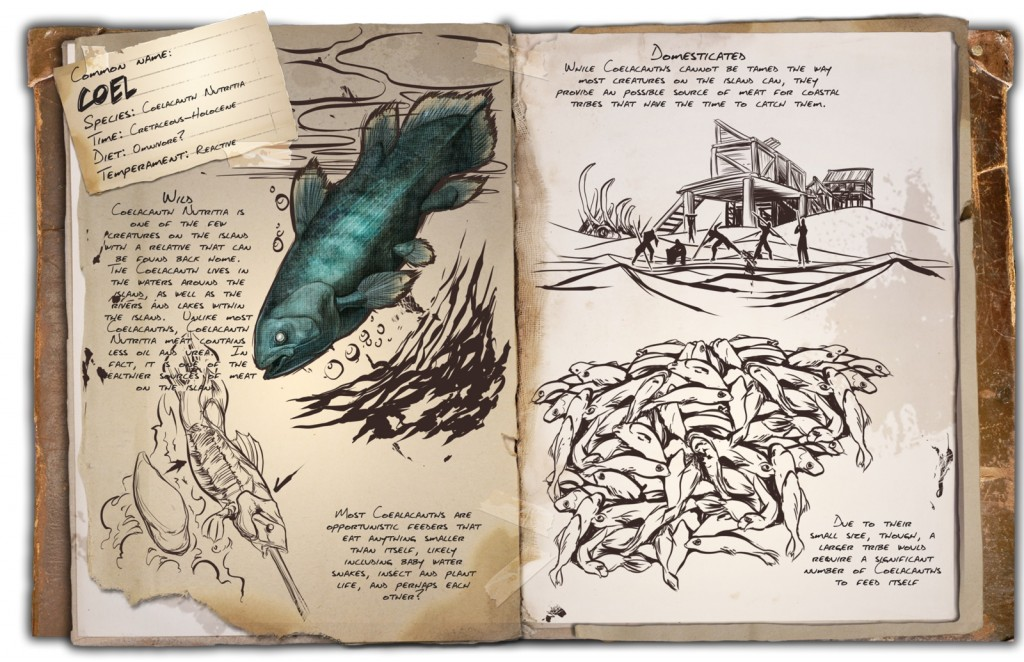 Common name:
COEL
Species: Coelacanth Nutritia
Time: Cretaceous-Holocene
Diet: Omnivore?
Temperament: Reactive
Wild
Coelacanth Nutritia is
one of the few
creatures on the island
with a relative that can
be found back home.
The Coelacanth lives in
the waters around the
island, as well as the
rivers and lakes within
the island. Unlike most
Coelacanths, Coelacanth
Nutritia meat contains
less oil and urea. In
fact, it is one of the
healthier sources of meat
on the island.
Most Coealacanths are
opportunistic feeders that
eat anything smaller
than itself, likely
including baby water
snakes, insect and plant
life, and perhaps each
other?
Domesticated
While Coelacanths cannot be tamed the way
most creatures on the island can, they
provide an possible source of meat for coastal
tribes that have the time to catch them.
Due to their
small size, though, a
larger tribe would
require a significant
number of Coelacanths
to feed itself